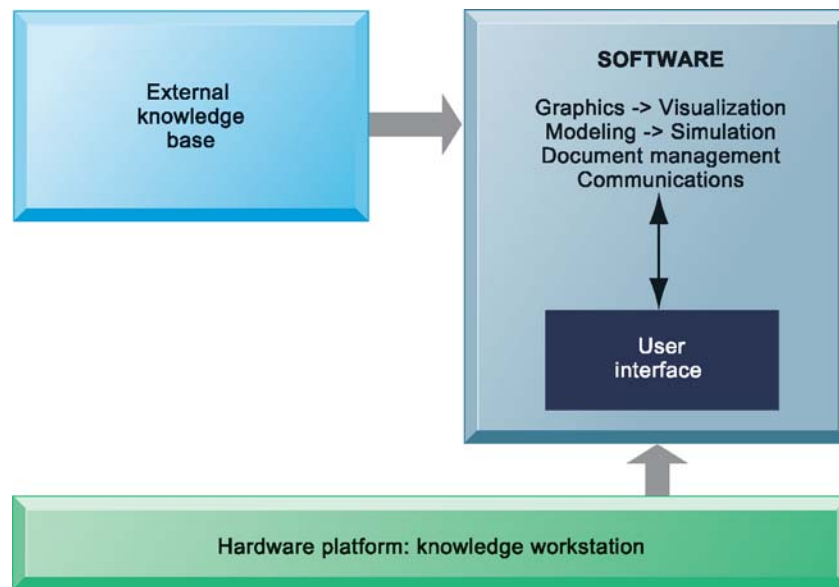 External
knowledge
base
SOFTWARE
Graphics -> Visualization
Modeling -> Simulation
Document management
Communications
User
interface
Hardware platform: knowledge workstation